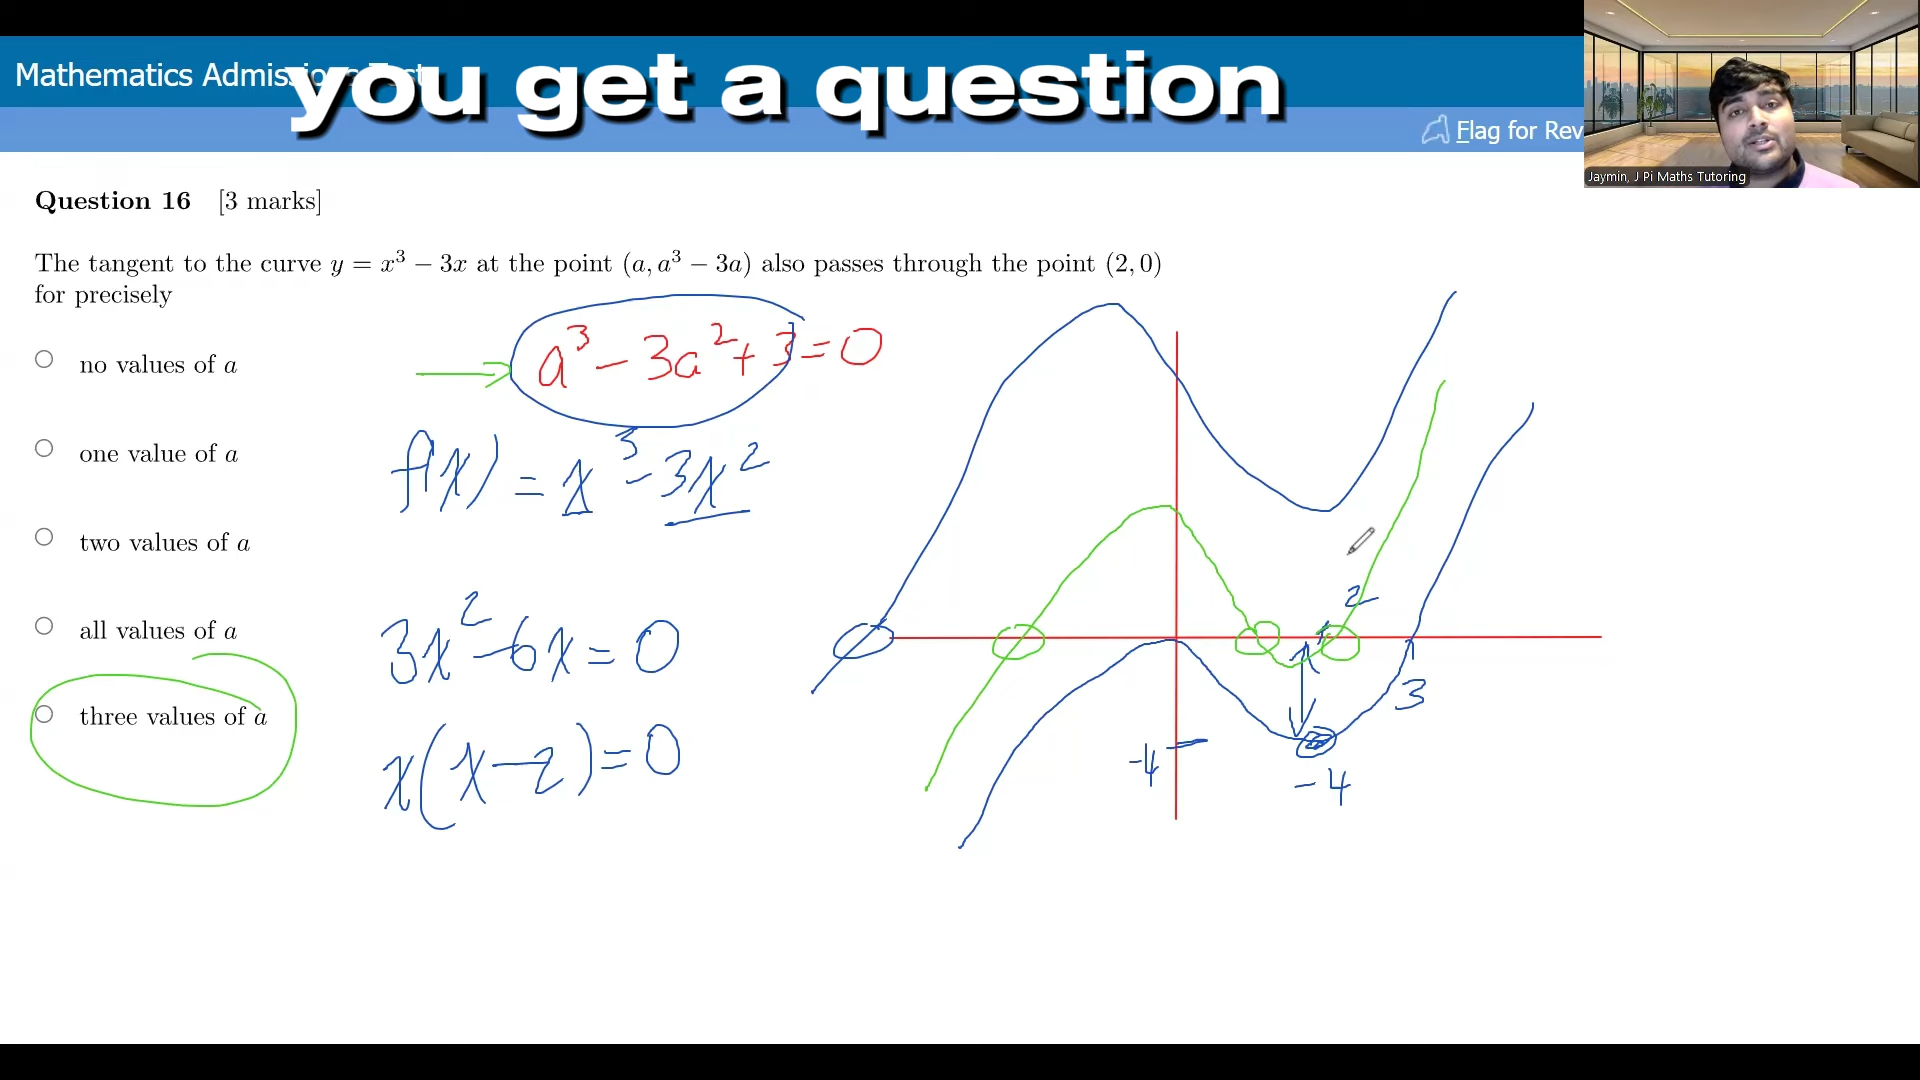 Mathematics Admissions Test
you get a question
Flag for Rev
Jaymin, J Pi Maths Tutoring
Question 16 [3 marks]
The tangent to the curve y = x³ − 3x at the point (a, a³ − 3a) also passes through the point (2, 0)
for precisely
no values of a
one value of a
two values of a
all values of a
three values of a
a³ − 3a² + 3 = 0
f(x) = x³ − 3x²
3x² − 6x = 0
x(x − 2) = 0
2
3
-4
-4